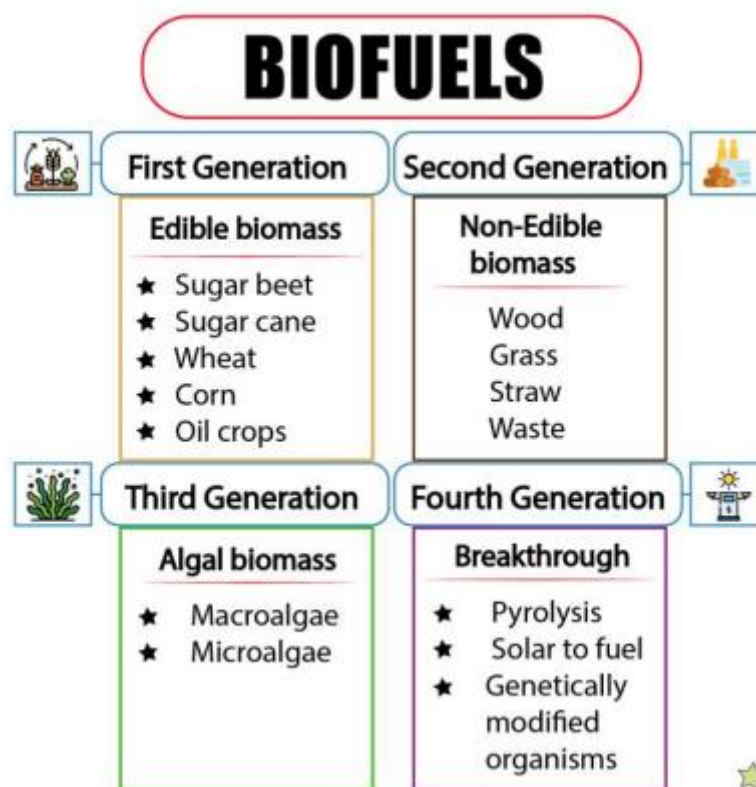 BIOFUELS
First Generation
Edible biomass
Sugar beet
Sugar cane
Wheat
Corn
Oil crops
Second Generation
Non-Edible
biomass
Wood
Grass
Straw
Waste
Third Generation
Algal biomass
Macroalgae
Microalgae
Fourth Generation
Breakthrough
Pyrolysis
Solar to fuel
Genetically
modified
organisms